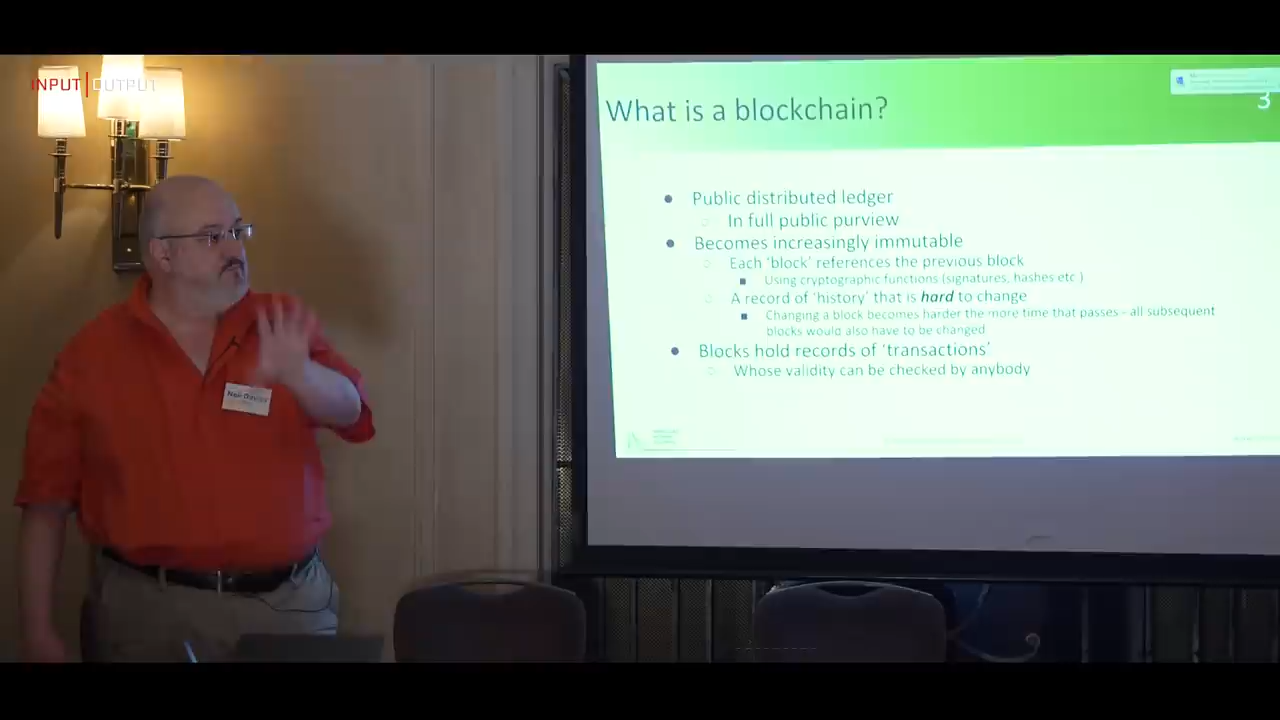 INPUT|OUTPUT
What is a blockchain?
3
● Public distributed ledger
○ In full public purview
● Becomes increasingly immutable
○ Each 'block' references the previous block
■ Using cryptographic functions (signatures, hashes etc )
○ A record of 'history' that is hard to change
■ Changing a block becomes harder the more time that passes - all subsequent
blocks would also have to be changed
● Blocks hold records of 'transactions'
○ Whose validity can be checked by anybody